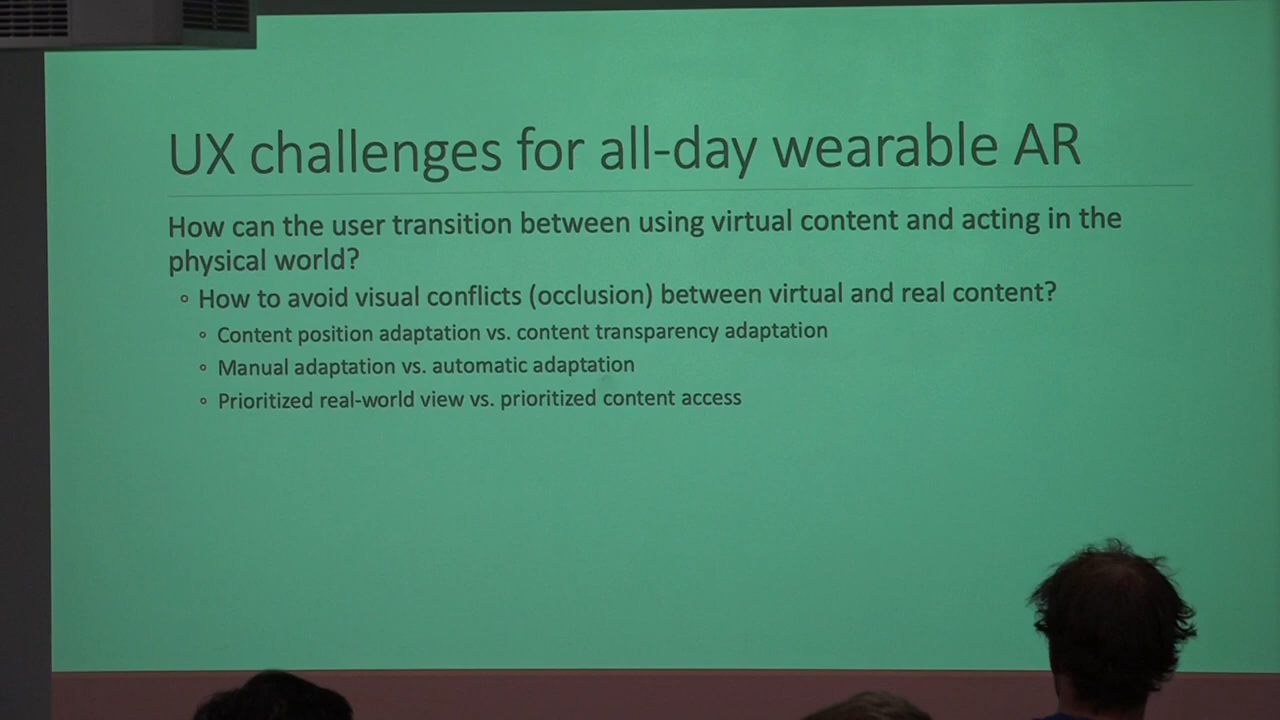 UX challenges for all-day wearable AR
How can the user transition between using virtual content and acting in the
physical world?
How to avoid visual conflicts (occlusion) between virtual and real content?
Content position adaptation vs. content transparency adaptation
Manual adaptation vs. automatic adaptation
Prioritized real-world view vs. prioritized content access